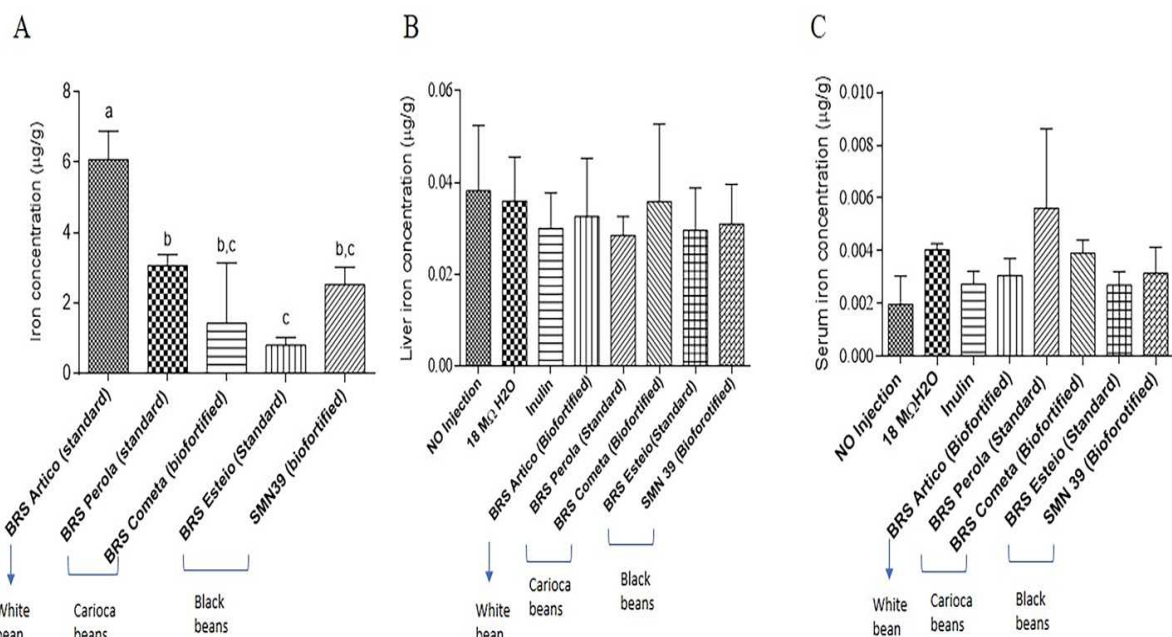 A
B
C
Iron concentration (µg/g)
8
6
4
2
0
a
b
b,c
c
b,c
BRS Artico (standard)
BRS Perola (standard)
BRS Cometa (biofortified)
BRS Esteio (Standard)
SMN39 (biofortified)
White
bean
Carioca
beans
Black
beans
Liver iron concentration (µg/g)
0.06
0.04
0.02
0.00
NO Injection
18 MΩ H2O
Inulin
BRS Artico (Biofortified)
BRS Perola (Standard)
BRS Cometa (Biofortified)
BRS Esteio(Standard)
SMN 39 (Bioforotified)
White
bean
Carioca
beans
Black
beans
Serum iron concentration (µg/g)
0.010
0.008
0.006
0.004
0.002
0.000
NO Injection
18 MΩH2O
Inulin
BRS Artico (Biofortified)
BRS Perola (Standard)
BRS Cometa (Biofortified)
BRS Esteio (Standard)
SMN 39 (Biofortified)
White
bean
Carioca
beans
Black
beans